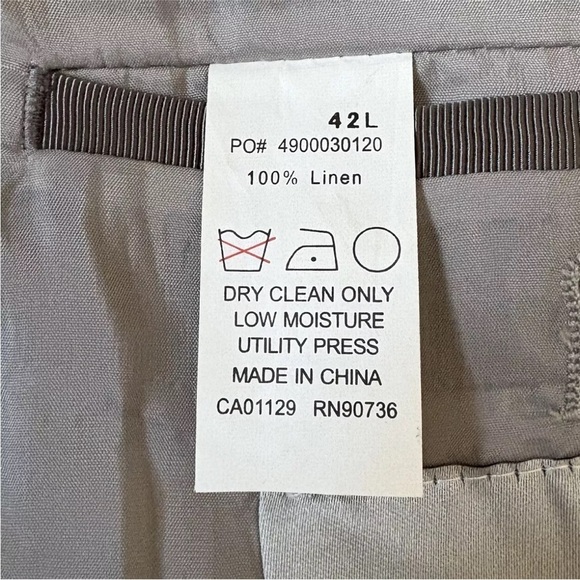 42L
PO# 4900030120
100% Linen
DRY CLEAN ONLY
LOW MOISTURE
UTILITY PRESS
MADE IN CHINA
CA01129 RN90736